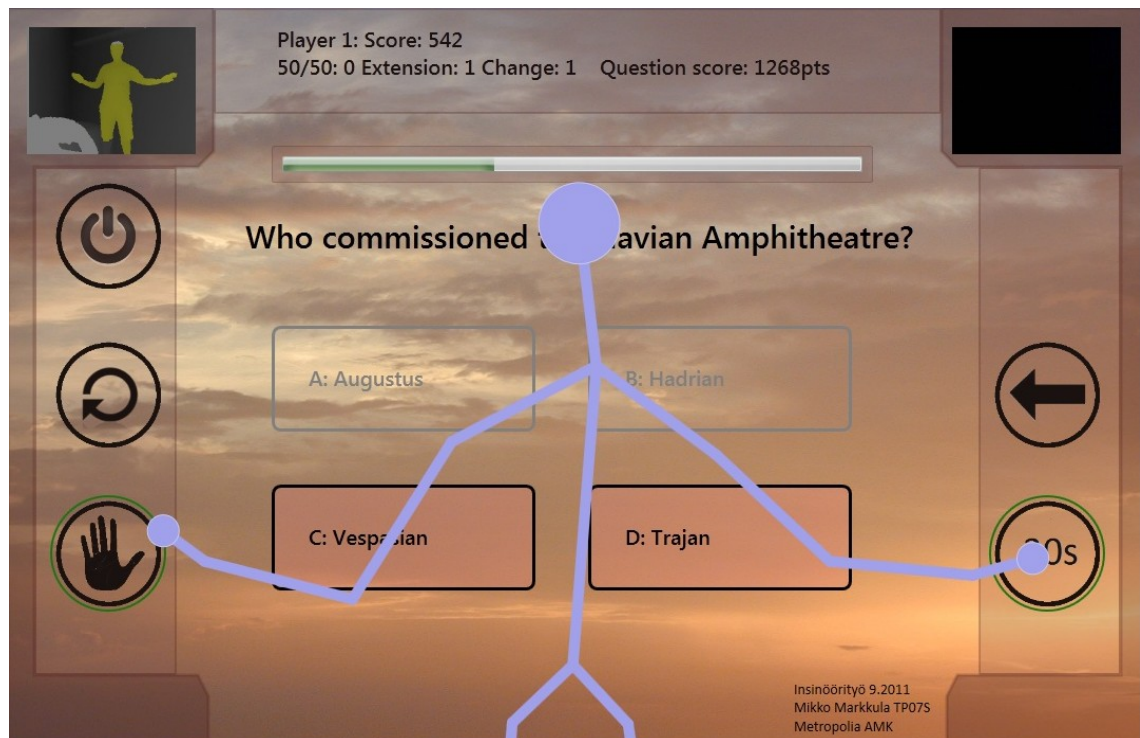 Player 1: Score: 542
50/50: 0 Extension: 1 Change: 1 Question score: 1268pts
Who commissioned avian Amphitheatre?
A: Augustus
B: Hadrian
C: Vespasian
D: Trajan
0s
Insinöörityö 9.2011
Mikko Markkula TP07S
Metropolia AMK